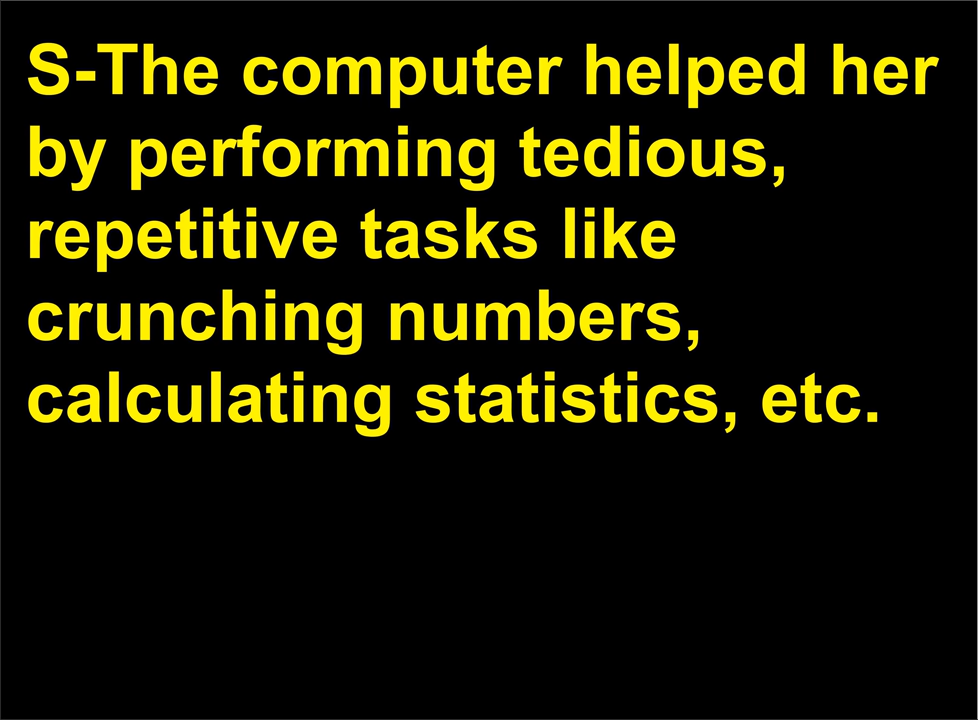 S-The computer helped her
by performing tedious,
repetitive tasks like
crunching numbers,
calculating statistics, etc.